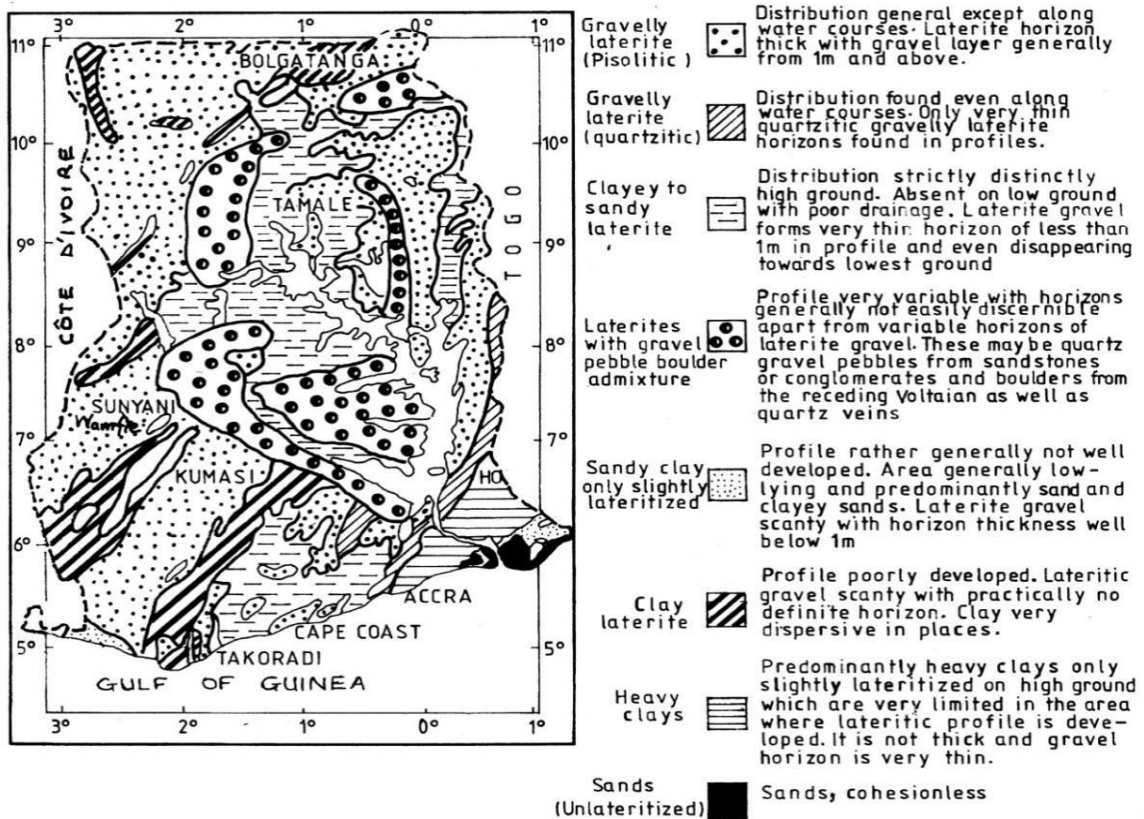 3° 2° 1° 0° 1°
11° 11°
BOLGATANGA
10° 10°
CÔTE D'IVOIRE
TOGO
TAMALE
9° 9°
8° 8°
SUNYANI
Wamfie
7° 7°
KUMASI
HO
6° 6°
ACCRA
CAPE COAST
5° 5°
TAKORADI
GULF OF GUINEA
3° 2° 1° 0° 1°
Gravelly
laterite
(Pisolitic)
Distribution general except along
water courses. Laterite horizon
thick with gravel layer generally
from 1m and above.
Gravelly
laterite
(quartzitic)
Distribution found even along
water courses. Only very thin
quartzitic gravelly laterite
horizons found in profiles.
Clayey to
sandy
laterite
Distribution strictly distinctly
high ground. Absent on low ground
with poor drainage. Laterite gravel
forms very thin horizon of less than
1m in profile and even disappearing
towards lowest ground
Laterites
with gravel
pebble boulder
admixture
Profile very variable with horizons
generally not easily discernible
apart from variable horizons of
laterite gravel. These may be quartz
gravel pebbles from sandstones
or conglomerates and boulders from
the receding Voltaian as well as
quartz veins
Sandy clay
only slightly
lateritized
Profile rather generally not well
developed. Area generally low-
lying and predominantly sand and
clayey sands. Laterite gravel
scanty with horizon thickness well
below 1m
Clay
laterite
Profile poorly developed. Lateritic
gravel scanty with practically no
definite horizon. Clay very
dispersive in places.
Heavy
clays
Predominantly heavy clays only
slightly lateritized on high ground
which are very limited in the area
where lateritic profile is deve-
loped. It is not thick and gravel
horizon is very thin.
Sands
(Unlateritized)
Sands, cohesionless